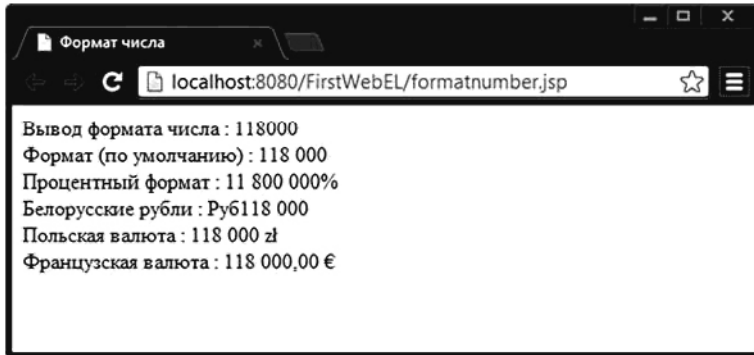 Формат числа
localhost:8080/FirstWebEL/formatnumber.jsp
Вывод формата числа : 118000
Формат (по умолчанию) : 118 000
Процентный формат : 11 800 000%
Белорусские рубли : Руб118 000
Польская валюта : 118 000 zł
Французская валюта : 118 000,00 €